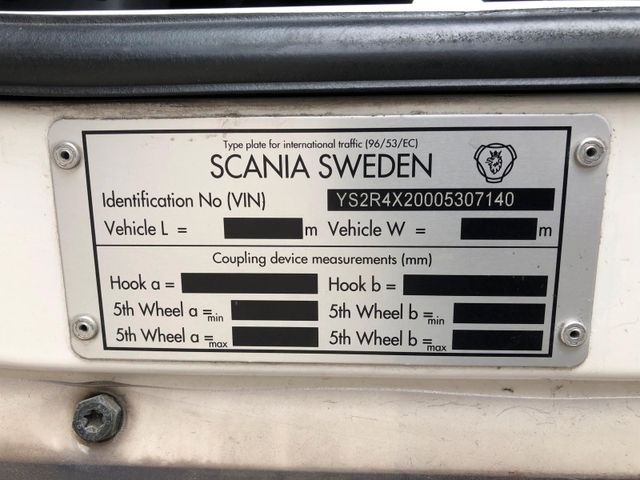 Type plate for international traffic (96/53/EC)
SCANIA SWEDEN
Identification No (VIN) YS2R4X20005307140
Vehicle L = m Vehicle W = m
Coupling device measurements (mm)
Hook a = Hook b =
5th Wheel a =min 5th Wheel b =min
5th Wheel a =max 5th Wheel b =max